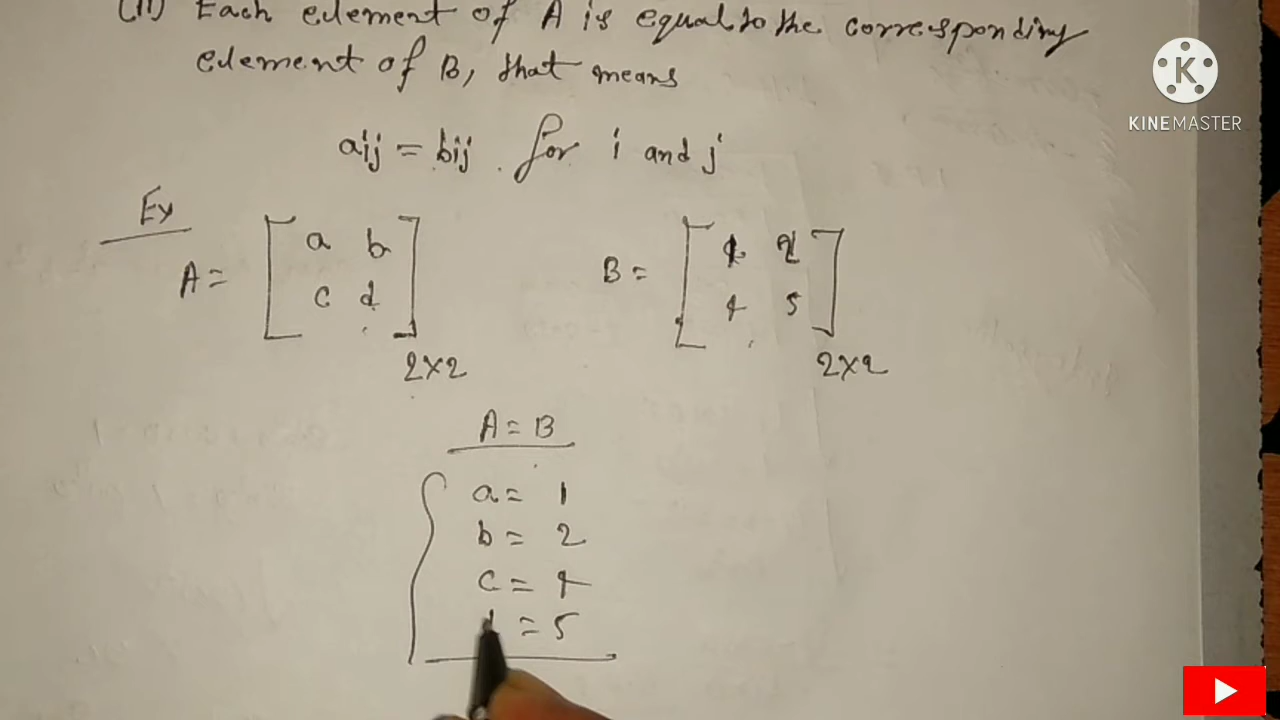 (ii) Each element of A is equal to the corresponding
element of B, that means
aij = bij for i and j
Ex
A = [ a b
c d ] 2×2
B = [ 1 2
4 5 ] 2×2
A = B
a = 1
b = 2
c = 4
d = 5
K
KINEMASTER